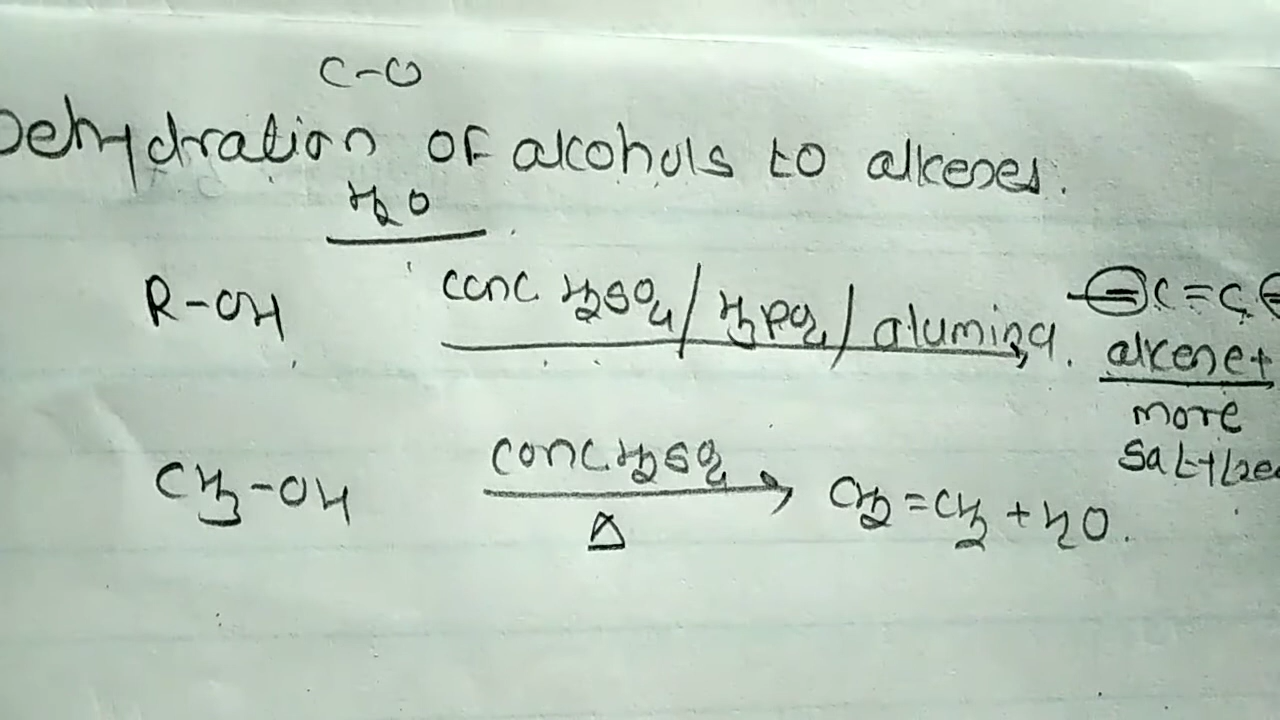 C-O
Dehydration OF alcohols to alkenes.
H2O
R-OH conc H2SO4/H3PO4/alumina. C=C
alkene+
more
CH3-OH conc.H2SO4 → CH2=CH2+H2O.
Δ